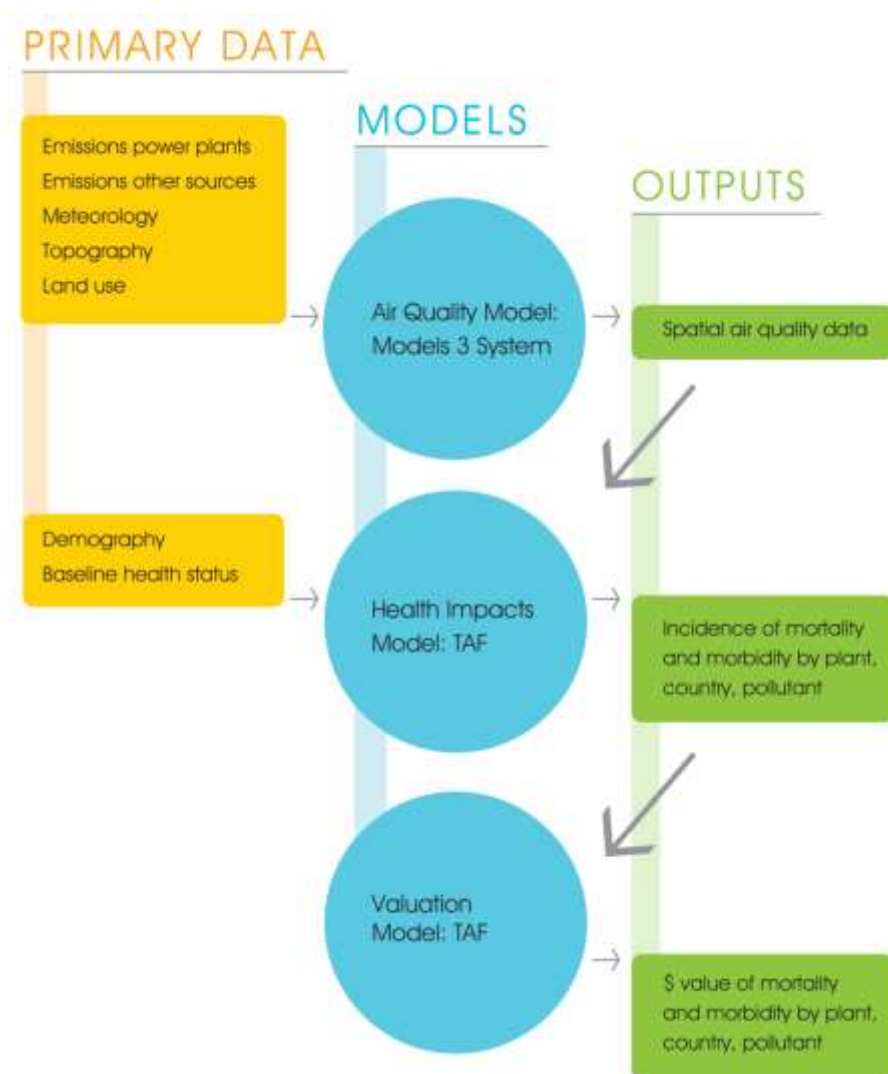 PRIMARY DATA
Emissions power plants
Emissions other sources
Meteorology
Topography
Land use
Demography
Baseline health status
MODELS
Air Quality Model:
Models 3 System
Health Impacts
Model: TAF
Valuation
Model: TAF
OUTPUTS
Spatial air quality data
Incidence of mortality
and morbidity by plant,
country, pollutant
$ value of mortality
and morbidity by plant,
country, pollutant